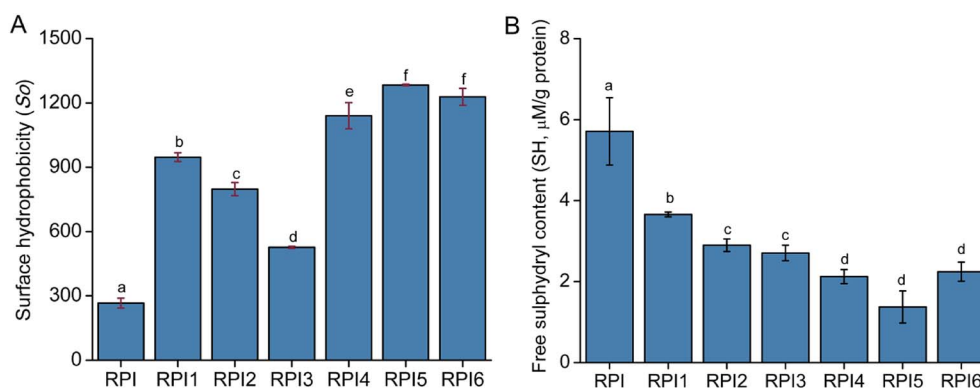 A
Surface hydrophobicity (So)
1500
1200
900
600
300
0
a
b
c
d
e
f
f
RPI RPI1 RPI2 RPI3 RPI4 RPI5 RPI6
B
Free sulphydryl content (SH, μM/g protein)
8
6
4
2
0
a
b
c
c
d
d
d
RPI RPI1 RPI2 RPI3 RPI4 RPI5 RPI6